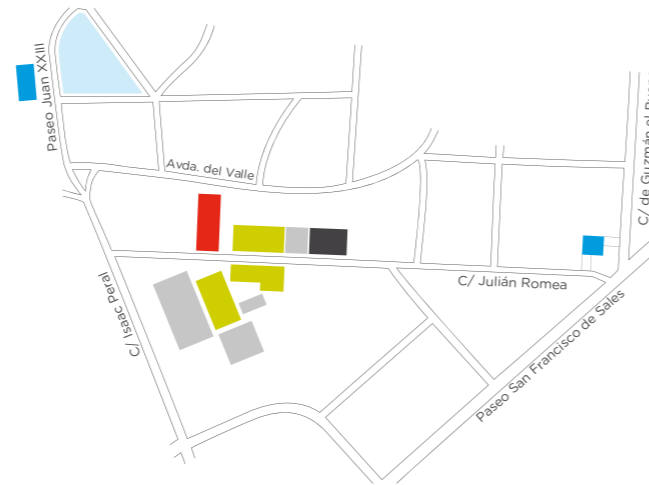 Paseo Juan XXIII
Avda. del Valle
C/ de Guzmán el
C/ Isaac Peral
C/ Julián Romea
Paseo San Francisco de Sales